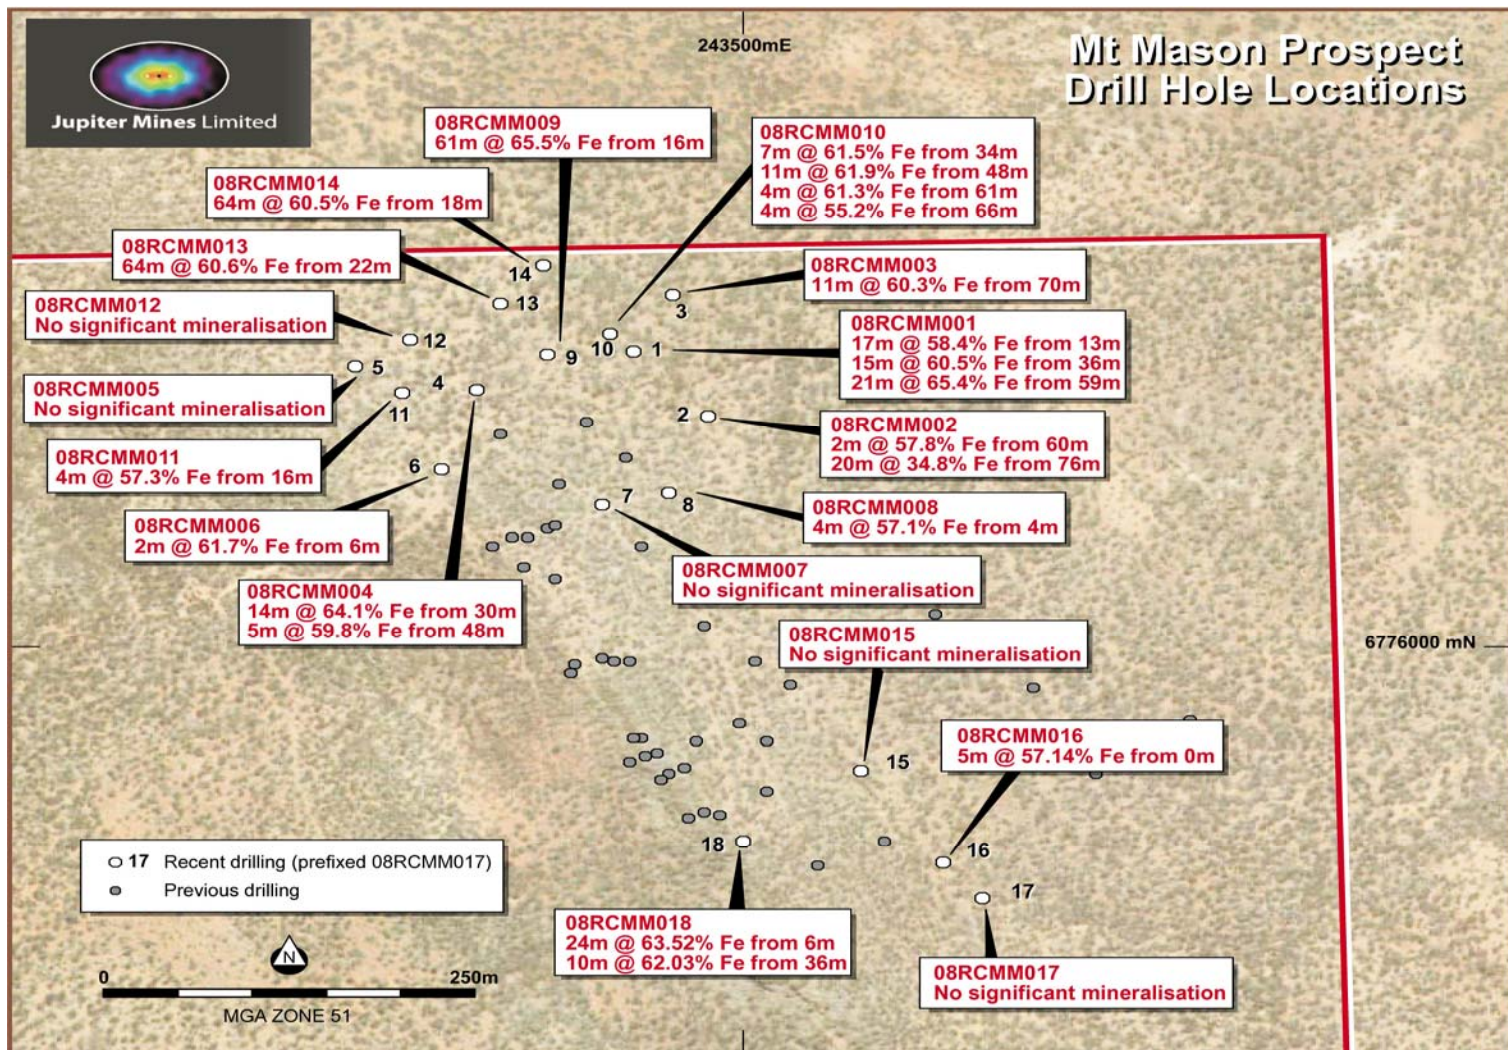 Jupiter Mines Limited
243500mE
Mt Mason Prospect
Drill Hole Locations
08RCMM009
61m @ 65.5% Fe from 16m
08RCMM010
7m @ 61.5% Fe from 34m
11m @ 61.9% Fe from 48m
4m @ 61.3% Fe from 61m
4m @ 55.2% Fe from 66m
08RCMM014
64m @ 60.5% Fe from 18m
08RCMM013
64m @ 60.6% Fe from 22m
08RCMM003
11m @ 60.3% Fe from 70m
08RCMM012
No significant mineralisation
08RCMM001
17m @ 58.4% Fe from 13m
15m @ 60.5% Fe from 36m
21m @ 65.4% Fe from 59m
08RCMM005
No significant mineralisation
08RCMM002
2m @ 57.8% Fe from 60m
20m @ 34.8% Fe from 76m
08RCMM011
4m @ 57.3% Fe from 16m
08RCMM008
4m @ 57.1% Fe from 4m
08RCMM006
2m @ 61.7% Fe from 6m
08RCMM007
No significant mineralisation
08RCMM004
14m @ 64.1% Fe from 30m
5m @ 59.8% Fe from 48m
08RCMM015
No significant mineralisation
6776000 mN
08RCMM016
5m @ 57.14% Fe from 0m
08RCMM018
24m @ 63.52% Fe from 6m
10m @ 62.03% Fe from 36m
08RCMM017
No significant mineralisation
14
13
3
12
10
1
9
5
4
11
2
6
7
8
15
18
16
17
17 Recent drilling (prefixed 08RCMM017)
Previous drilling
N
0
250m
MGA ZONE 51